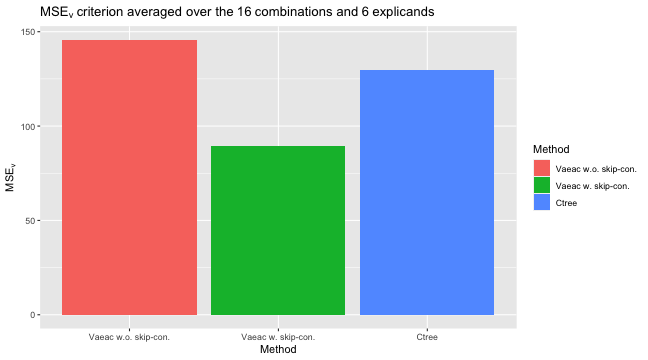 MSEᵥ criterion averaged over the 16 combinations and 6 explicands
150
100
50
0
MSEᵥ
Vaeac w.o. skip-con.
Vaeac w. skip-con.
Ctree
Method
Method
Vaeac w.o. skip-con.
Vaeac w. skip-con.
Ctree